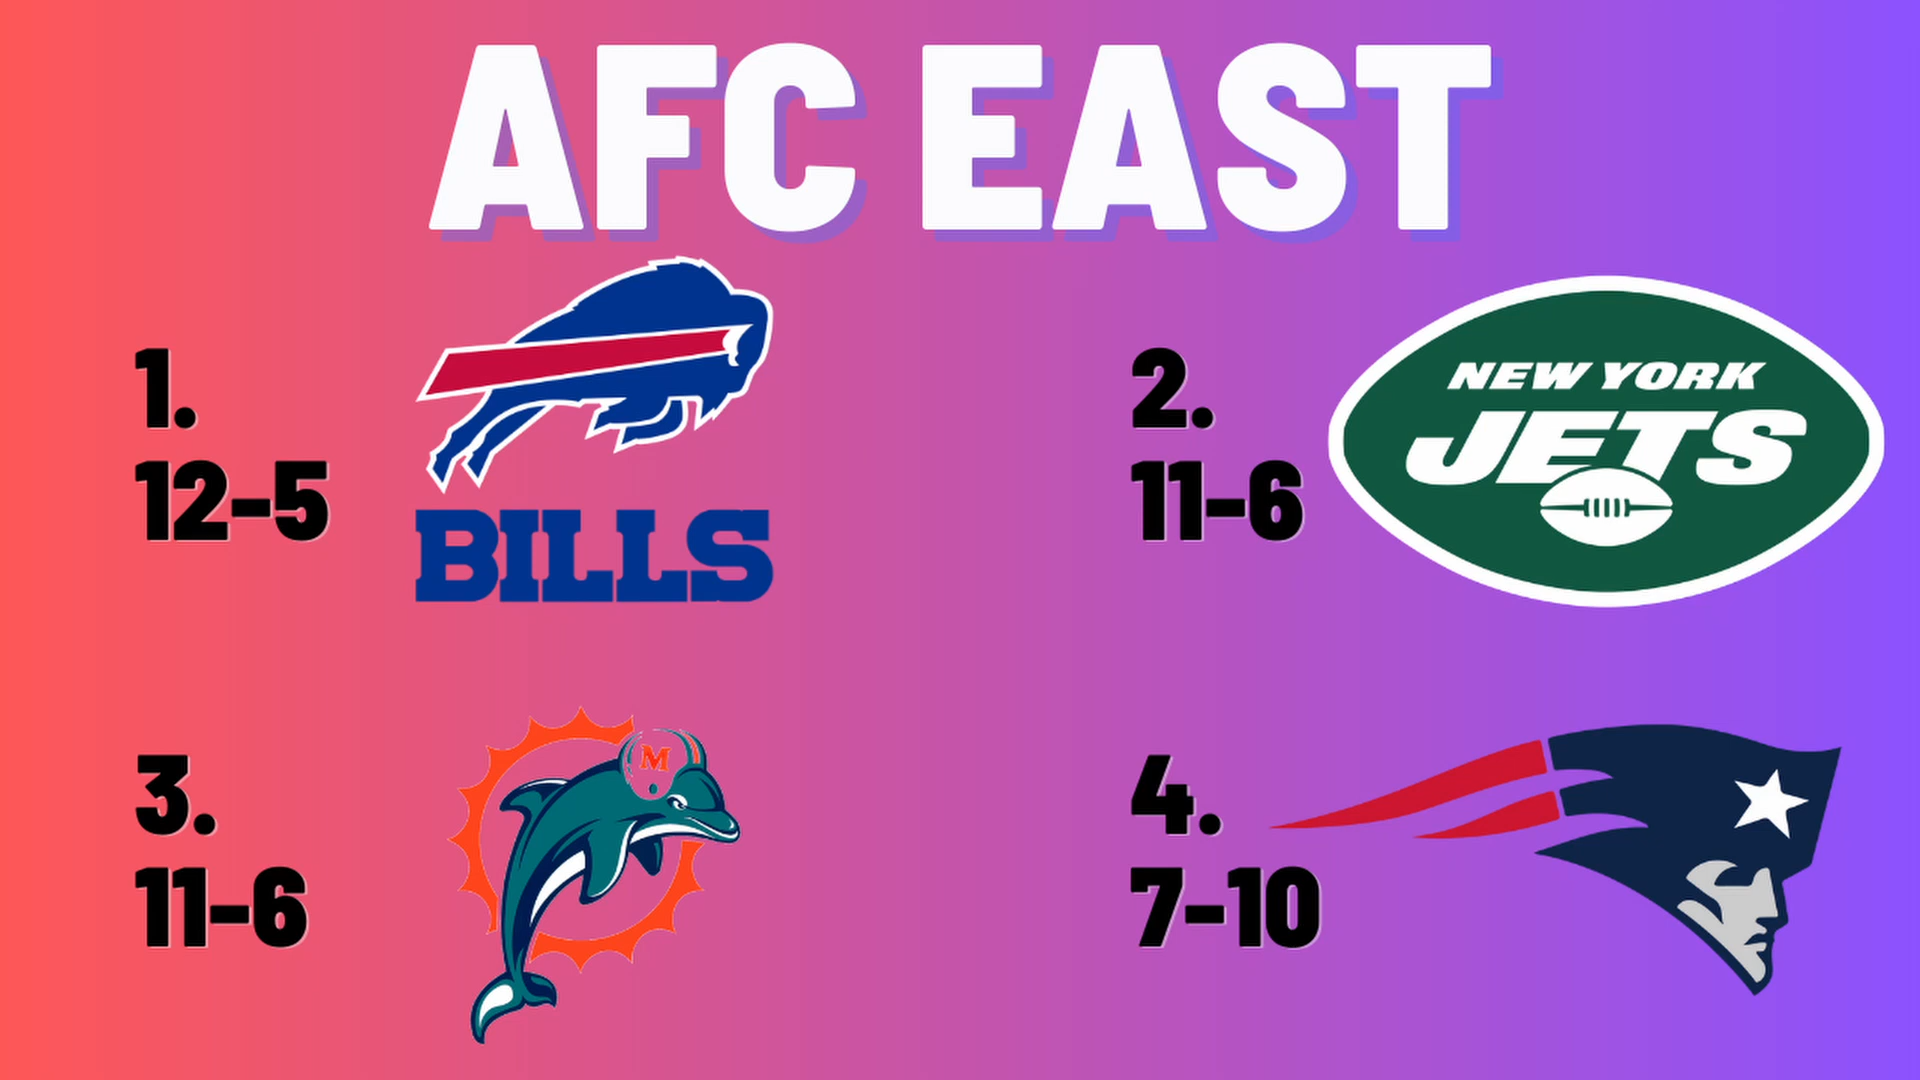 AFC EAST
1.
12-5
BILLS
2.
11-6
NEW YORK
JETS
3.
11-6
M
4.
7-10